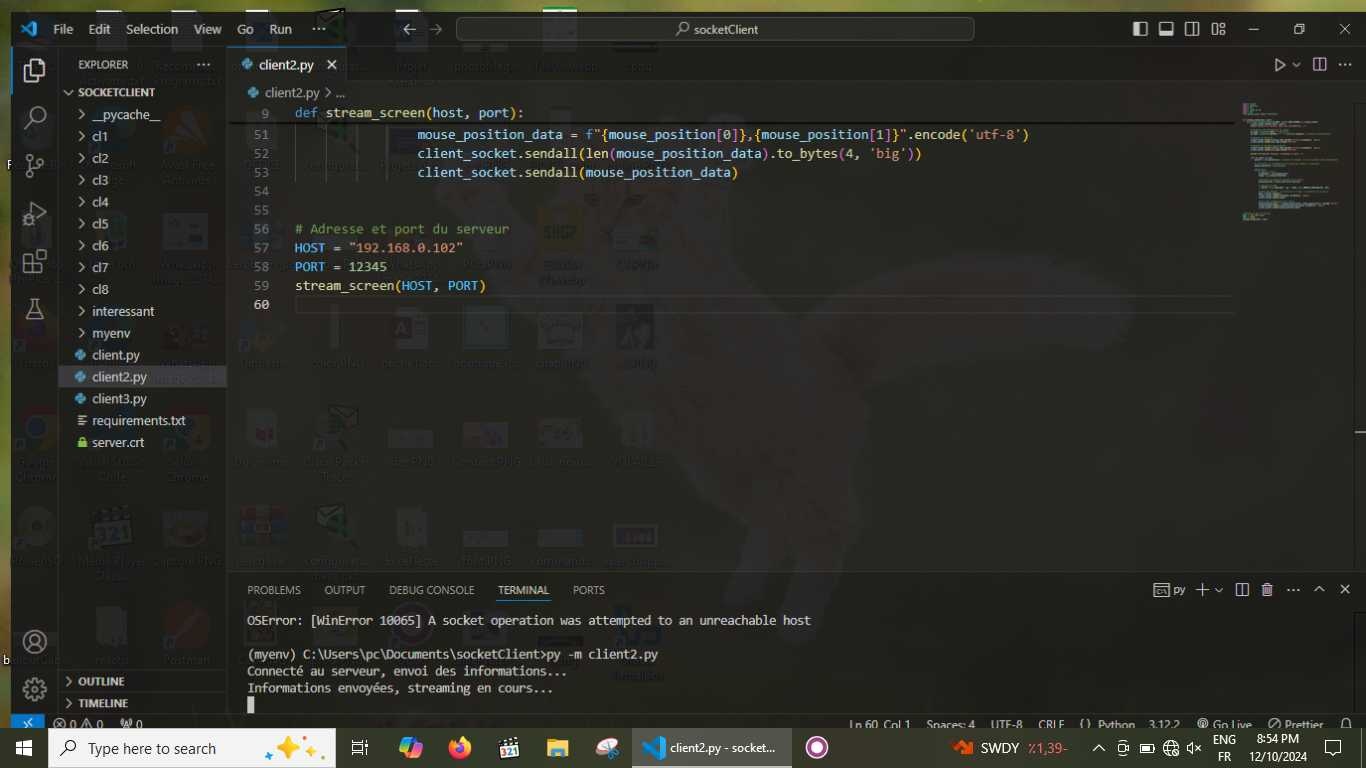 File Edit Selection View Go Run ···
socketClient
EXPLORER ···
client2.py
SOCKETCLIENT
client2.py > ...
__pycache__
cl1
cl2
cl3
cl4
cl5
cl6
cl7
cl8
interessant
myenv
client.py
client2.py
client3.py
requirements.txt
server.crt
OUTLINE
TIMELINE
9 def stream_screen(host, port):
51 mouse_position_data = f"{mouse_position[0]},{mouse_position[1]}".encode('utf-8')
52 client_socket.sendall(len(mouse_position_data).to_bytes(4, 'big'))
53 client_socket.sendall(mouse_position_data)
54
55
56 # Adresse et port du serveur
57 HOST = "192.168.0.102"
58 PORT = 12345
59 stream_screen(HOST, PORT)
60
PROBLEMS OUTPUT DEBUG CONSOLE TERMINAL PORTS
py
OSError: [WinError 10065] A socket operation was attempted to an unreachable host
(myenv) C:\Users\pc\Documents\socketClient>py -m client2.py
Connecté au serveur, envoi des informations...
Informations envoyées, streaming en cours...
0 0 0
Ln 60, Col 1 Spaces: 4 UTF-8 CRLF {} Python 3.12.2 Go Live Prettier
Type here to search
321
client2.py - socket...
SWDY ٪1,39-
ENG
FR
8:54 PM
12/10/2024